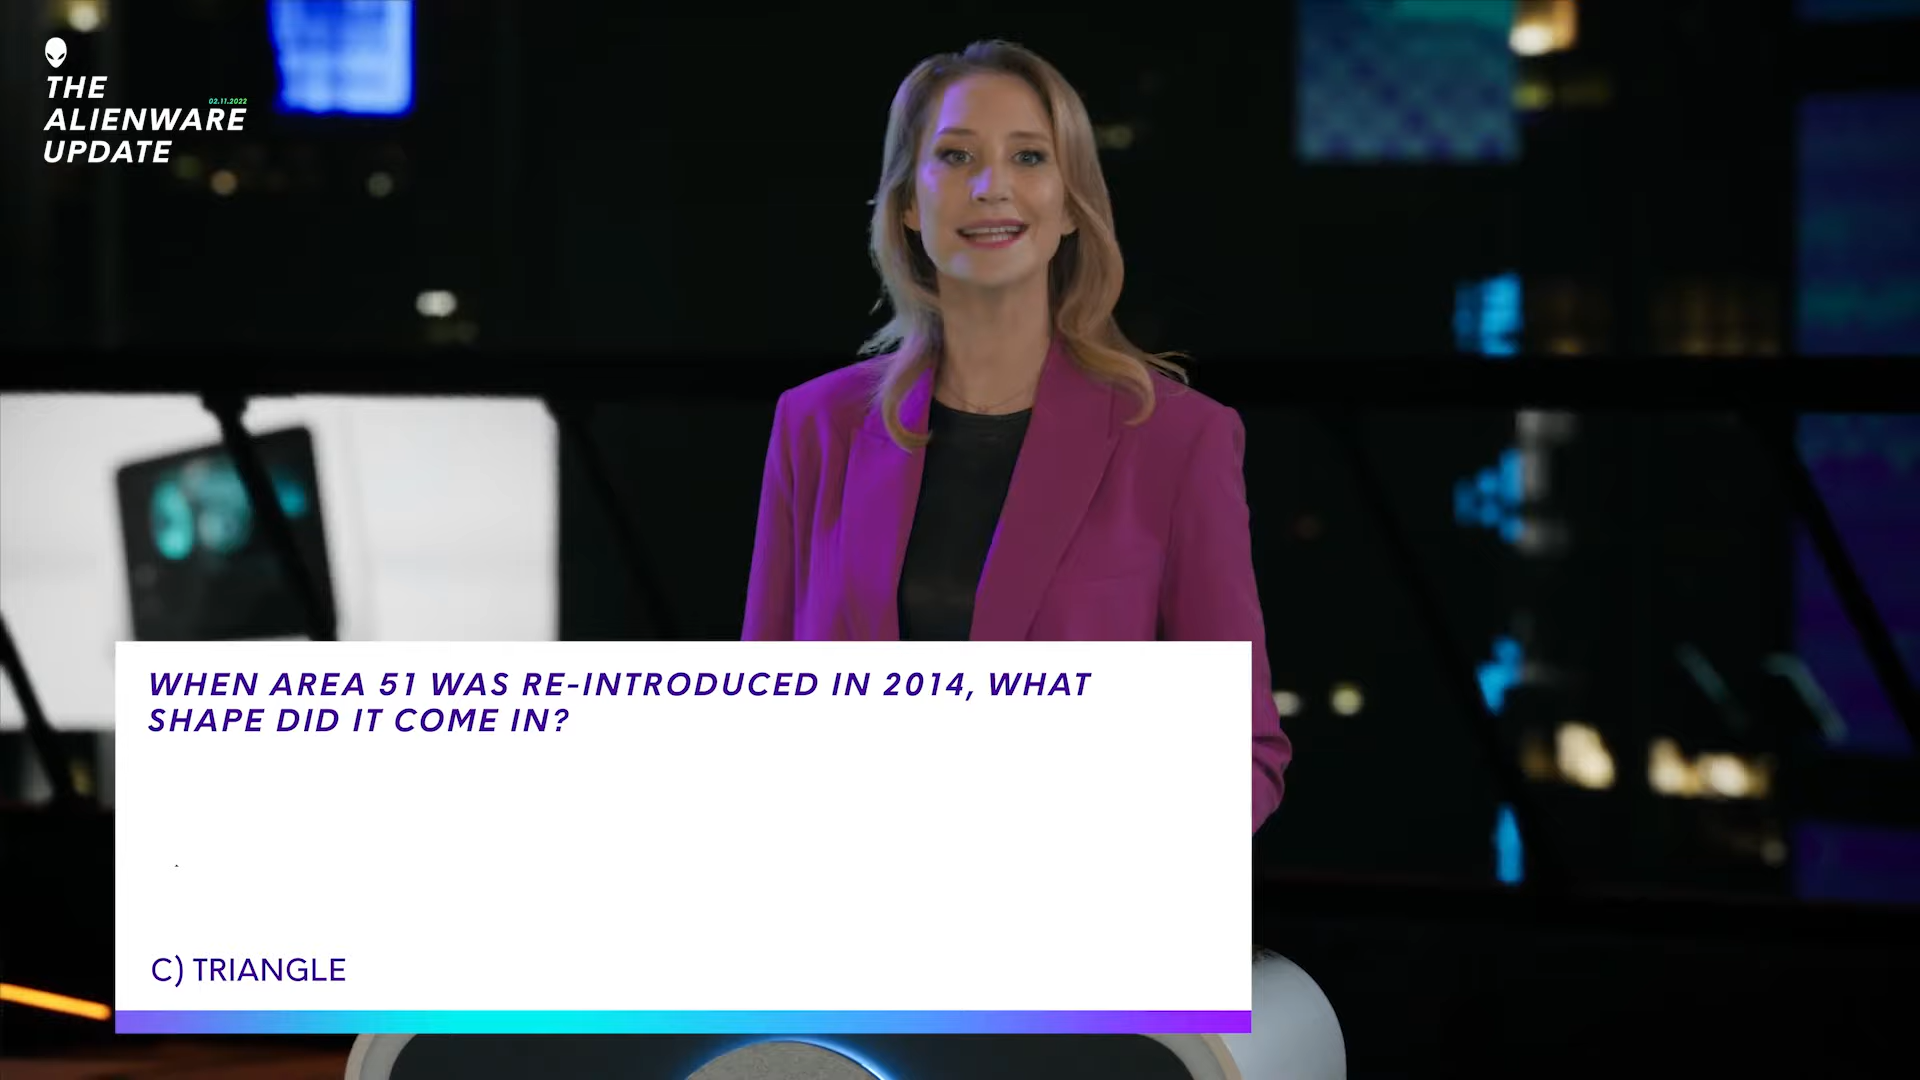 THE
02.11.2022
ALIENWARE
UPDATE
WHEN AREA 51 WAS RE-INTRODUCED IN 2014, WHAT
SHAPE DID IT COME IN?
C) TRIANGLE